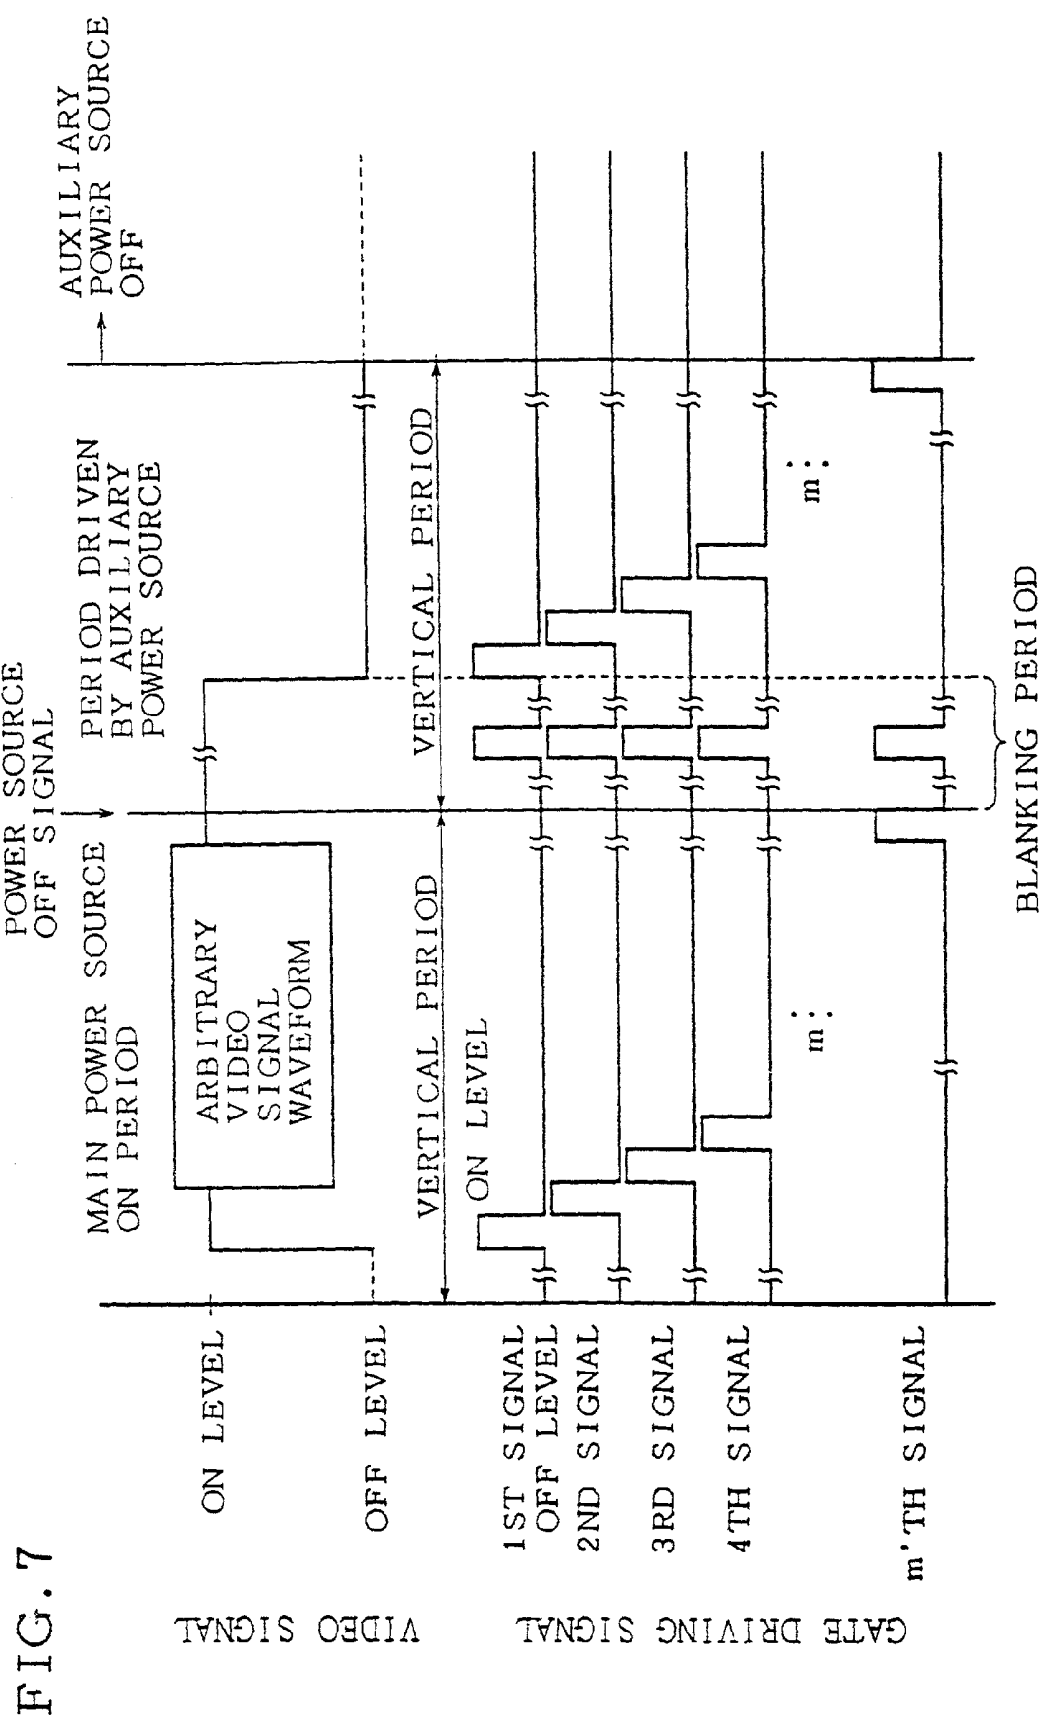 FIG. 7
POWER SOURCE
OFF SIGNAL
MAIN POWER SOURCE
ON PERIOD
PERIOD DRIVEN
BY AUXILIARY
POWER SOURCE
AUXILIARY
POWER SOURCE
OFF
VIDEO SIGNAL
ON LEVEL
OFF LEVEL
ARBITRARY
VIDEO
SIGNAL
WAVEFORM
VERTICAL PERIOD
VERTICAL PERIOD
ON LEVEL
GATE DRIVING SIGNAL
1ST SIGNAL
OFF LEVEL
2ND SIGNAL
3RD SIGNAL
4TH SIGNAL
m
m
m'TH SIGNAL
BLANKING PERIOD